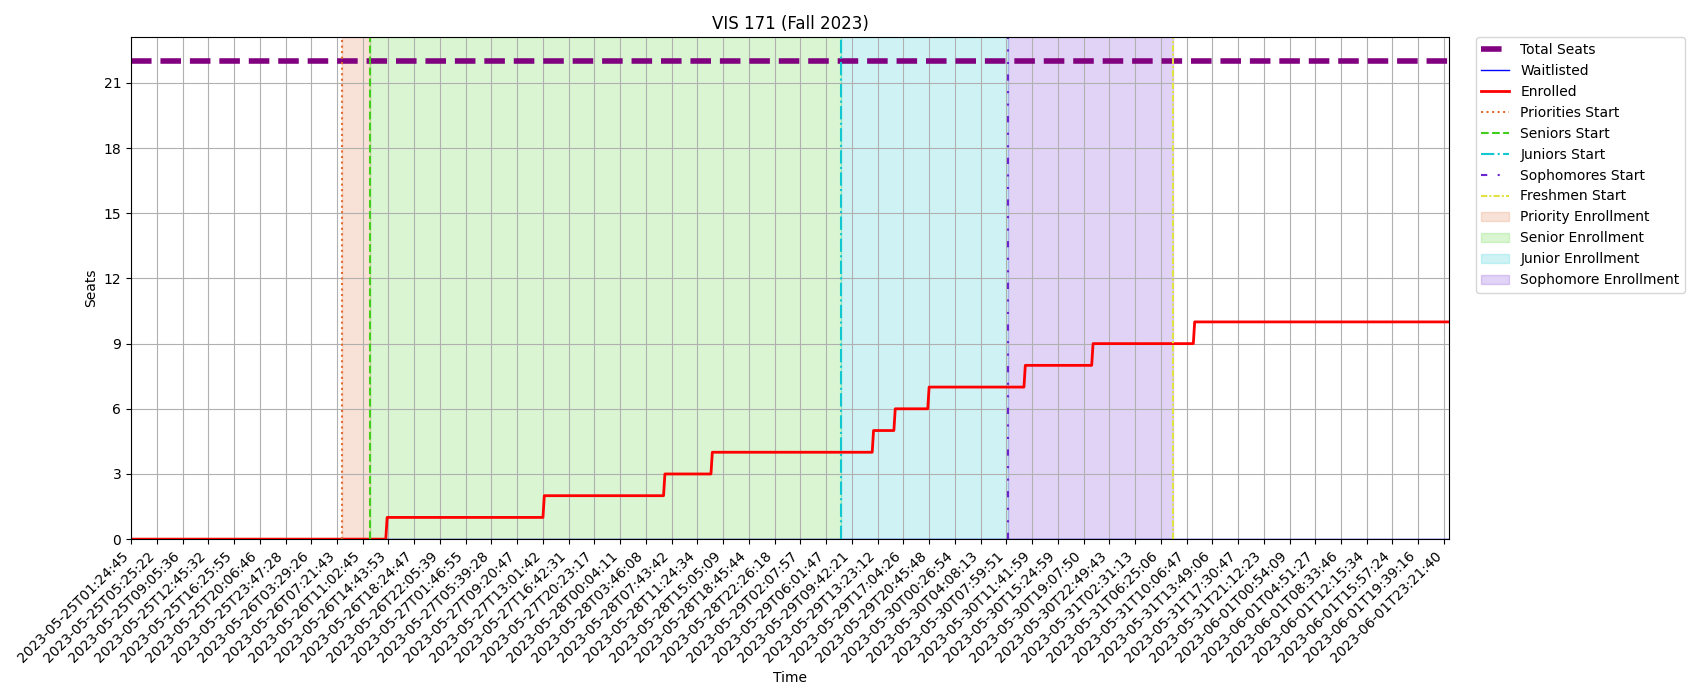 VIS 171 (Fall 2023)
Seats
21
18
15
12
9
6
3
0
2023-05-25T01:24:45
2023-05-25T05:25:22
2023-05-25T09:05:36
2023-05-25T12:45:32
2023-05-25T16:25:55
2023-05-25T20:06:46
2023-05-25T23:47:28
2023-05-26T03:29:26
2023-05-26T07:21:43
2023-05-26T11:02:45
2023-05-26T14:43:53
2023-05-26T18:24:47
2023-05-26T22:05:39
2023-05-27T01:46:55
2023-05-27T05:39:28
2023-05-27T09:20:47
2023-05-27T13:01:42
2023-05-27T16:42:31
2023-05-27T20:23:17
2023-05-28T00:04:11
2023-05-28T03:46:08
2023-05-28T07:43:42
2023-05-28T11:24:34
2023-05-28T15:05:09
2023-05-28T18:45:44
2023-05-28T22:26:18
2023-05-29T02:07:57
2023-05-29T06:01:47
2023-05-29T09:42:21
2023-05-29T13:23:12
2023-05-29T17:04:26
2023-05-29T20:45:48
2023-05-30T00:26:54
2023-05-30T04:08:13
2023-05-30T07:59:51
2023-05-30T11:41:59
2023-05-30T15:24:59
2023-05-30T19:07:50
2023-05-30T22:49:43
2023-05-31T02:31:13
2023-05-31T06:25:06
2023-05-31T10:06:47
2023-05-31T13:49:06
2023-05-31T17:30:47
2023-05-31T21:12:23
2023-06-01T00:54:09
2023-06-01T04:51:27
2023-06-01T08:33:46
2023-06-01T12:15:34
2023-06-01T15:57:24
2023-06-01T19:39:16
2023-06-01T23:21:40
Time
Total Seats
Waitlisted
Enrolled
Priorities Start
Seniors Start
Juniors Start
Sophomores Start
Freshmen Start
Priority Enrollment
Senior Enrollment
Junior Enrollment
Sophomore Enrollment